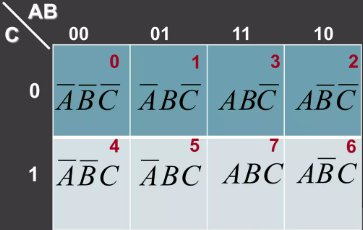 AB
C 00 01 11 10
0 1 3 2
0 A̅B̅C̅ A̅BC̅ ABC̅ AB̅C̅
4 5 7 6
1 A̅B̅C A̅BC ABC AB̅C